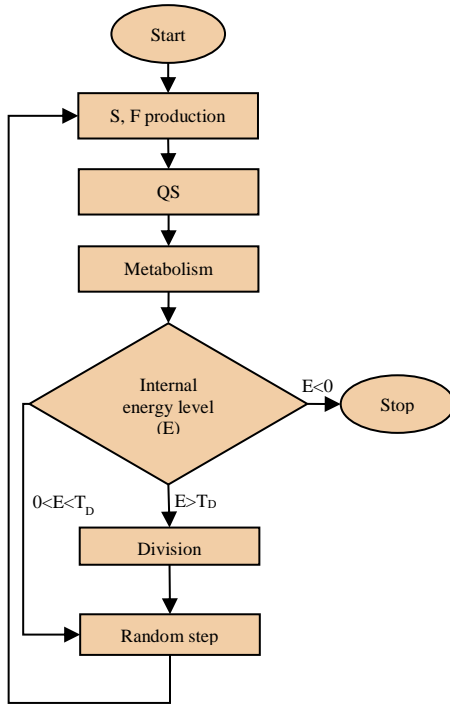 Start
S, F production
QS
Metabolism
Internal
energy level
(E)
E<0
Stop
0<E<T_D
E>T_D
Division
Random step